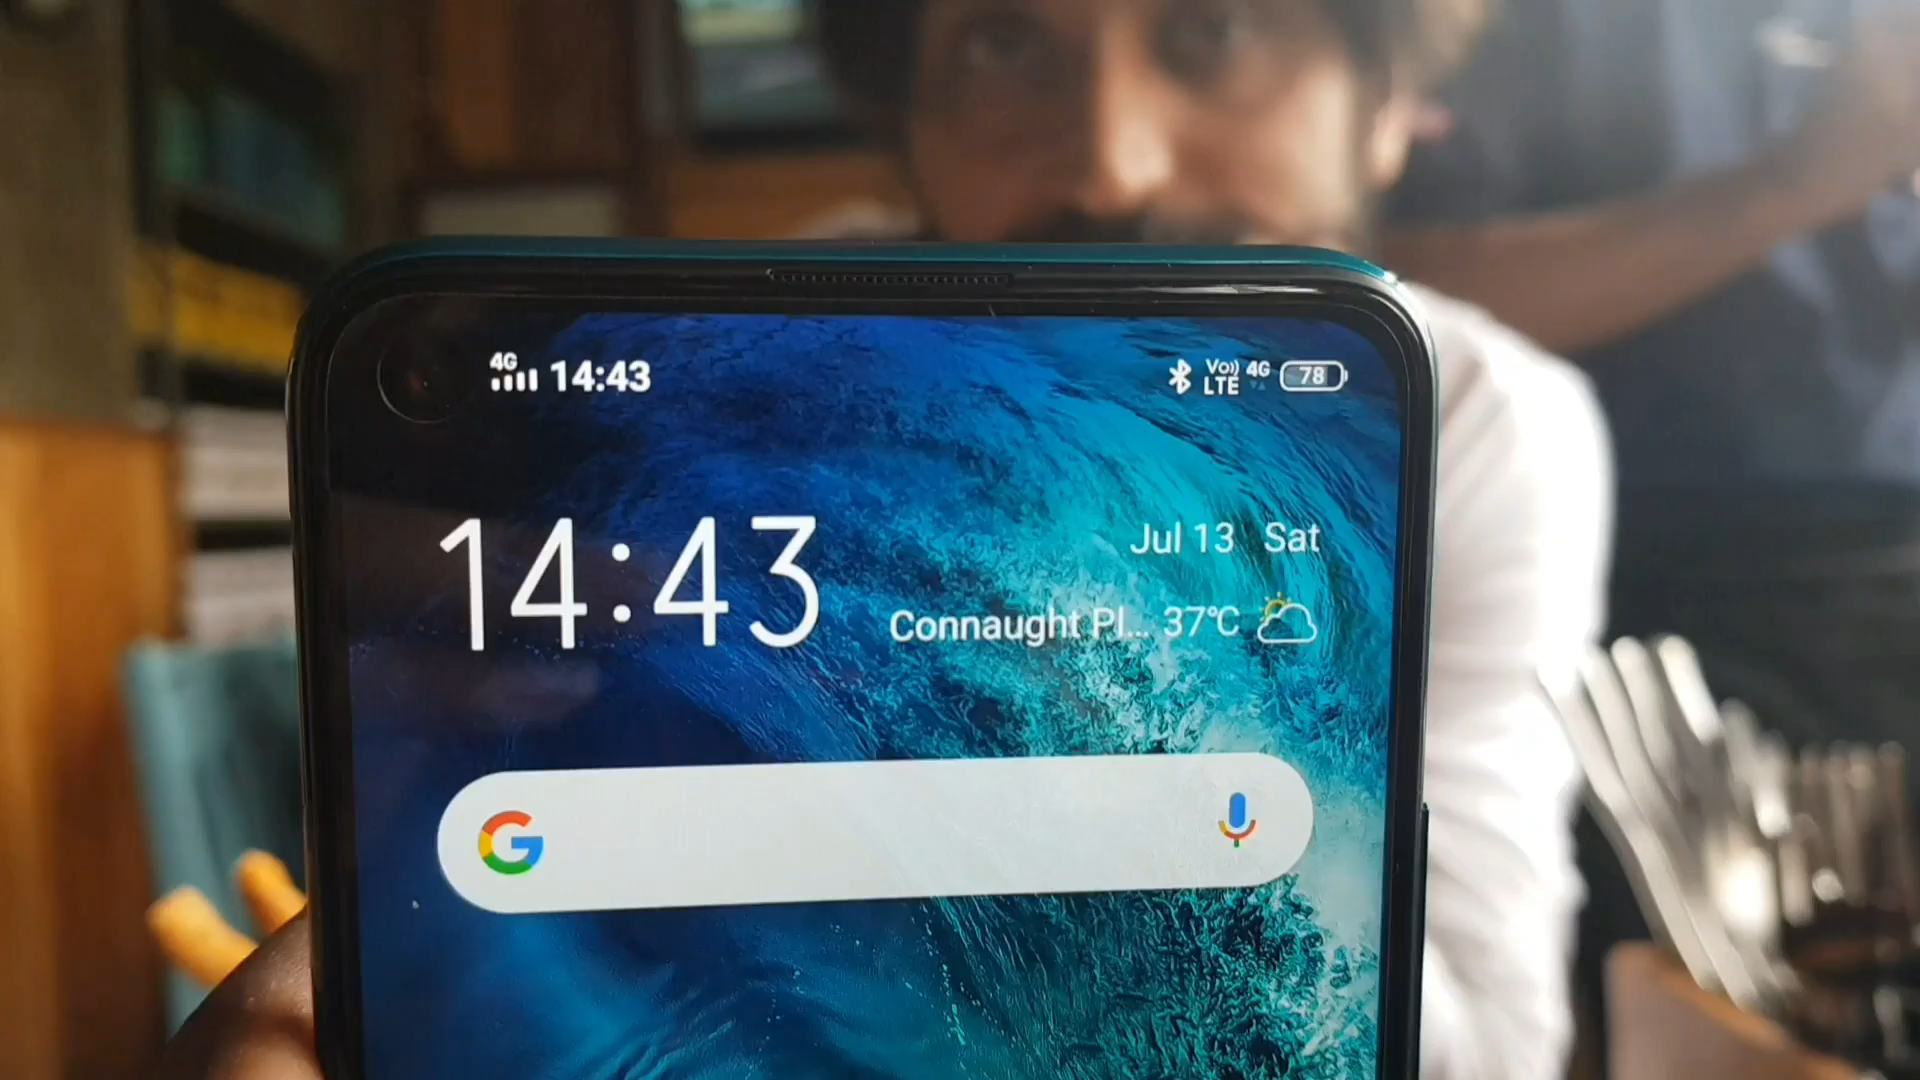 4G 14:43 Vo)) LTE 4G 78
14:43
Jul 13 Sat
Connaught Pl... 37°C
G